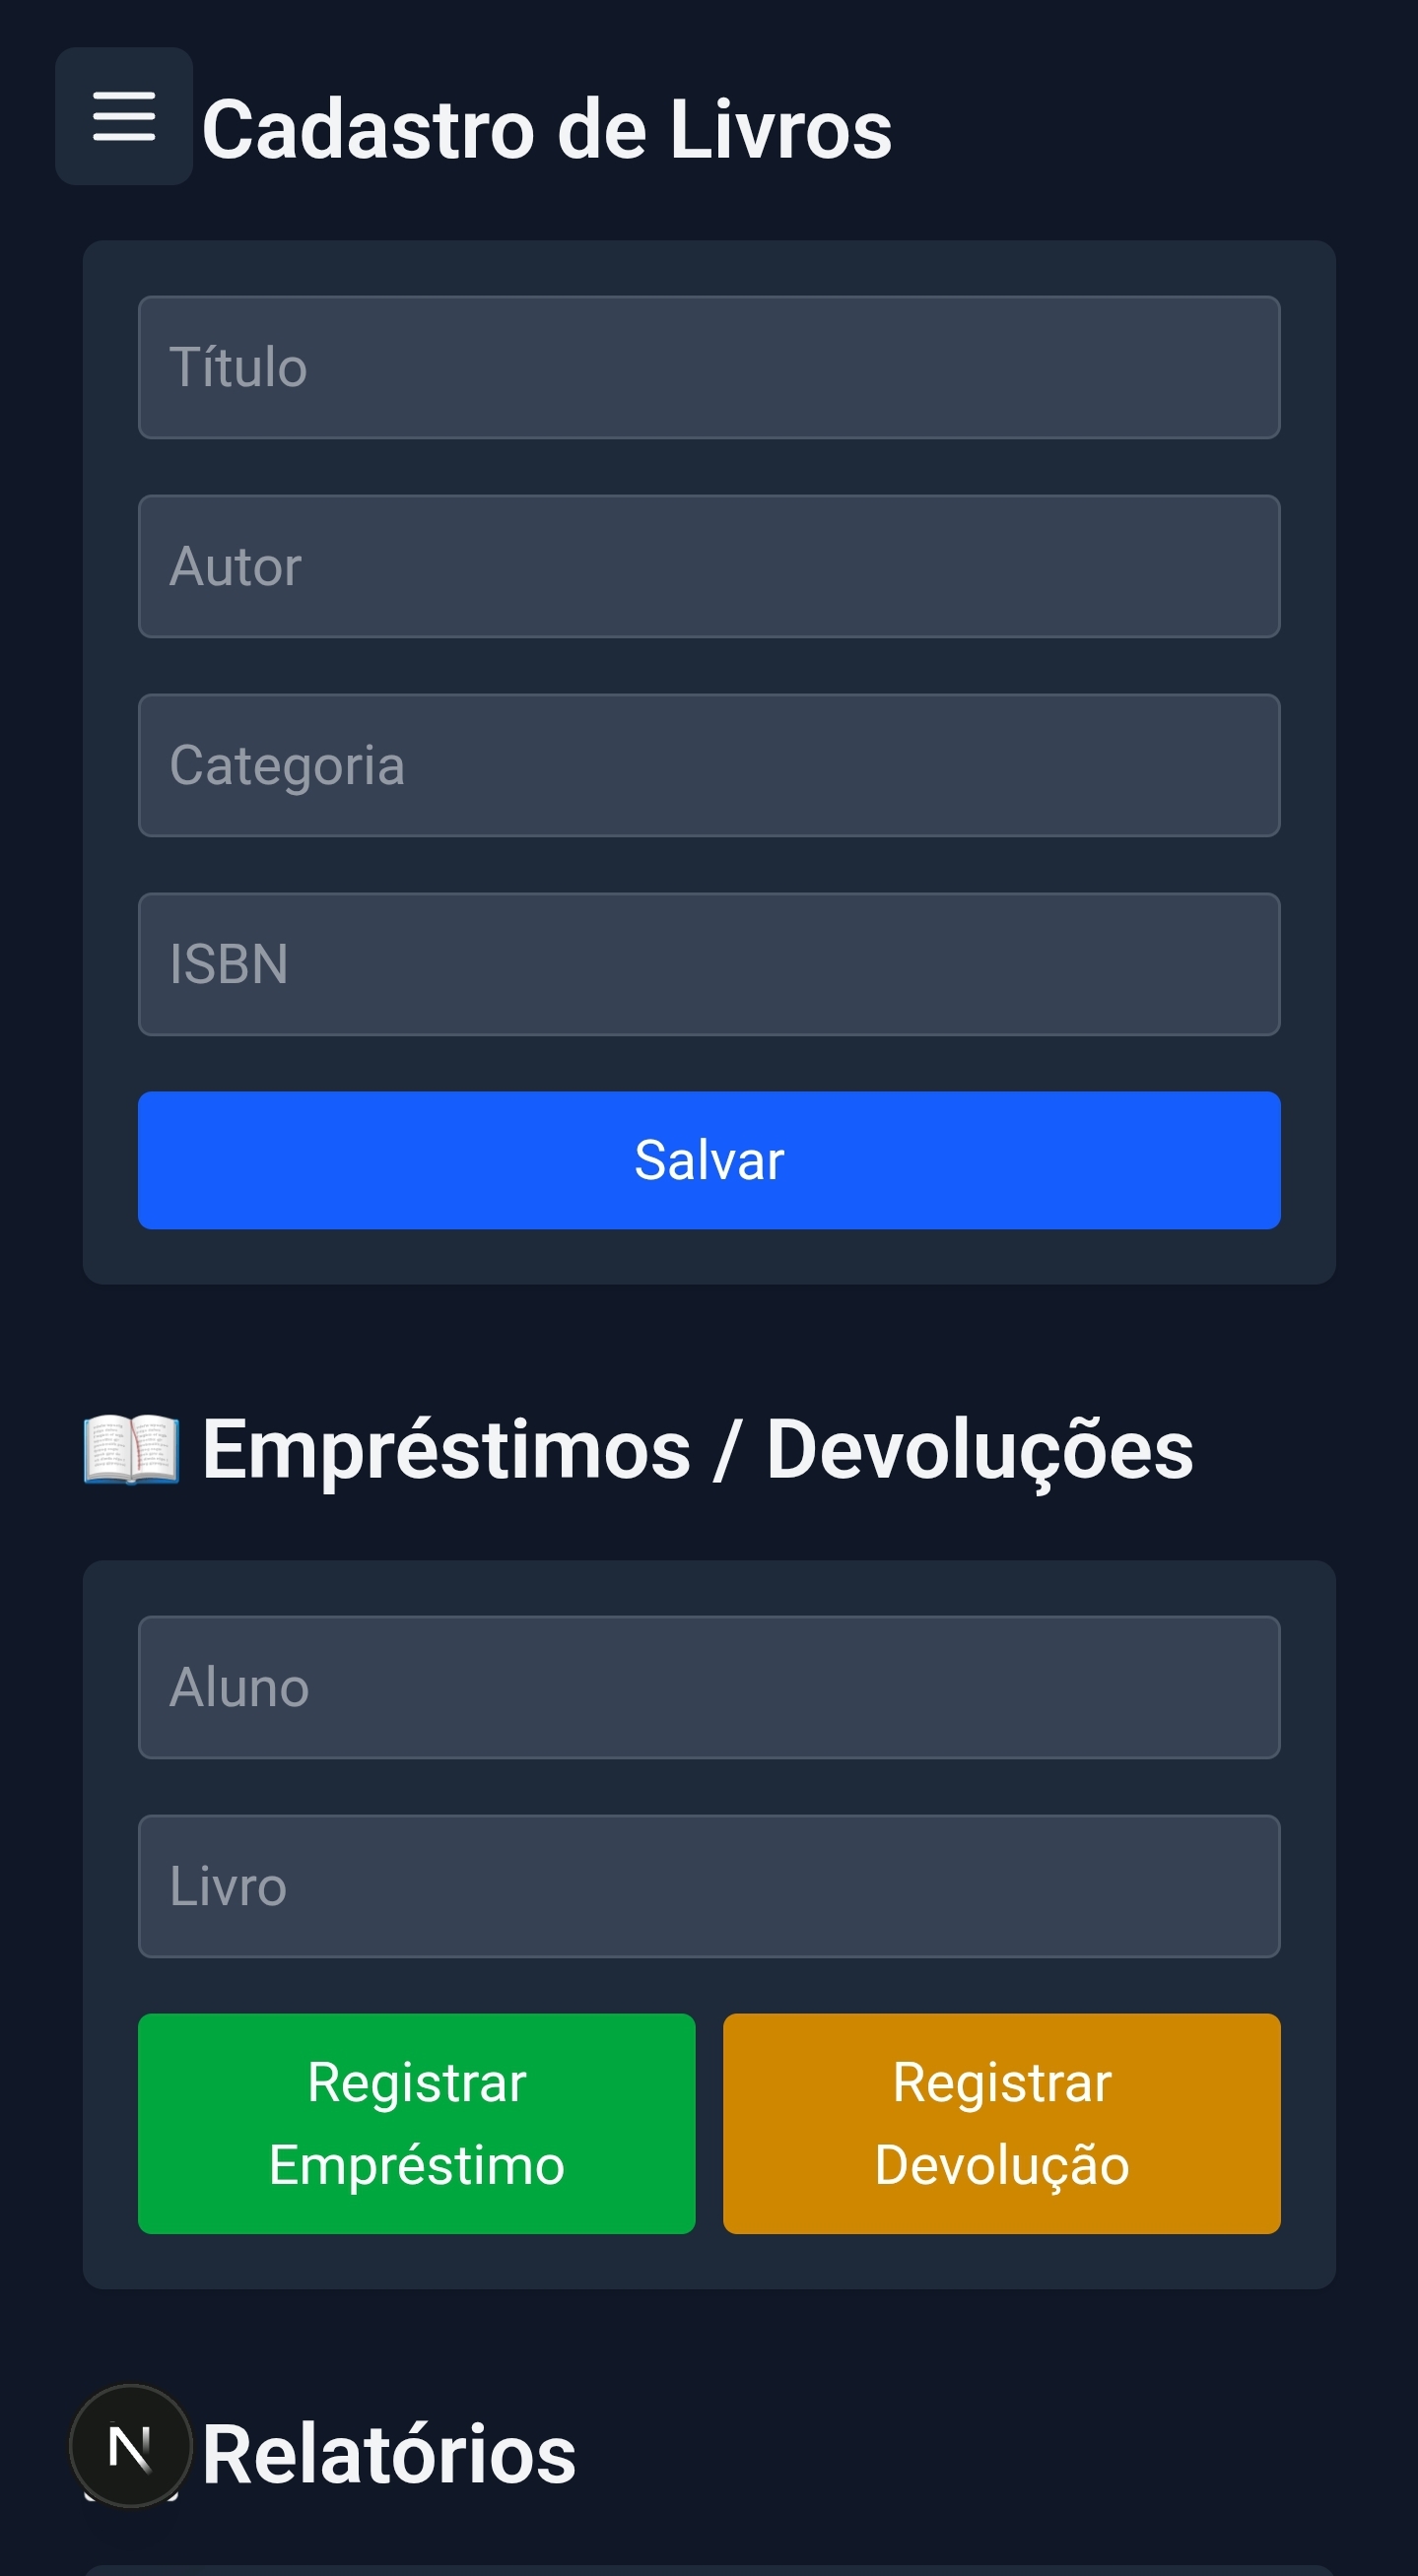 Cadastro de Livros
Título
Autor
Categoria
ISBN
Salvar
Empréstimos / Devoluções
Aluno
Livro
Registrar
Empréstimo
Registrar
Devolução
N
Relatórios